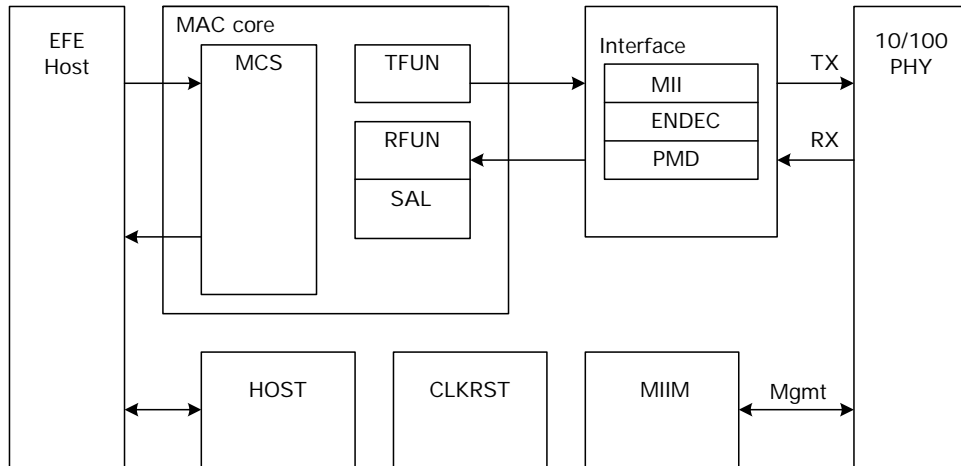 EFE
Host
MAC core
MCS
TFUN
RFUN
SAL
Interface
MII
ENDEC
PMD
TX
RX
10/100
PHY
HOST
CLKRST
MIIM
Mgmt